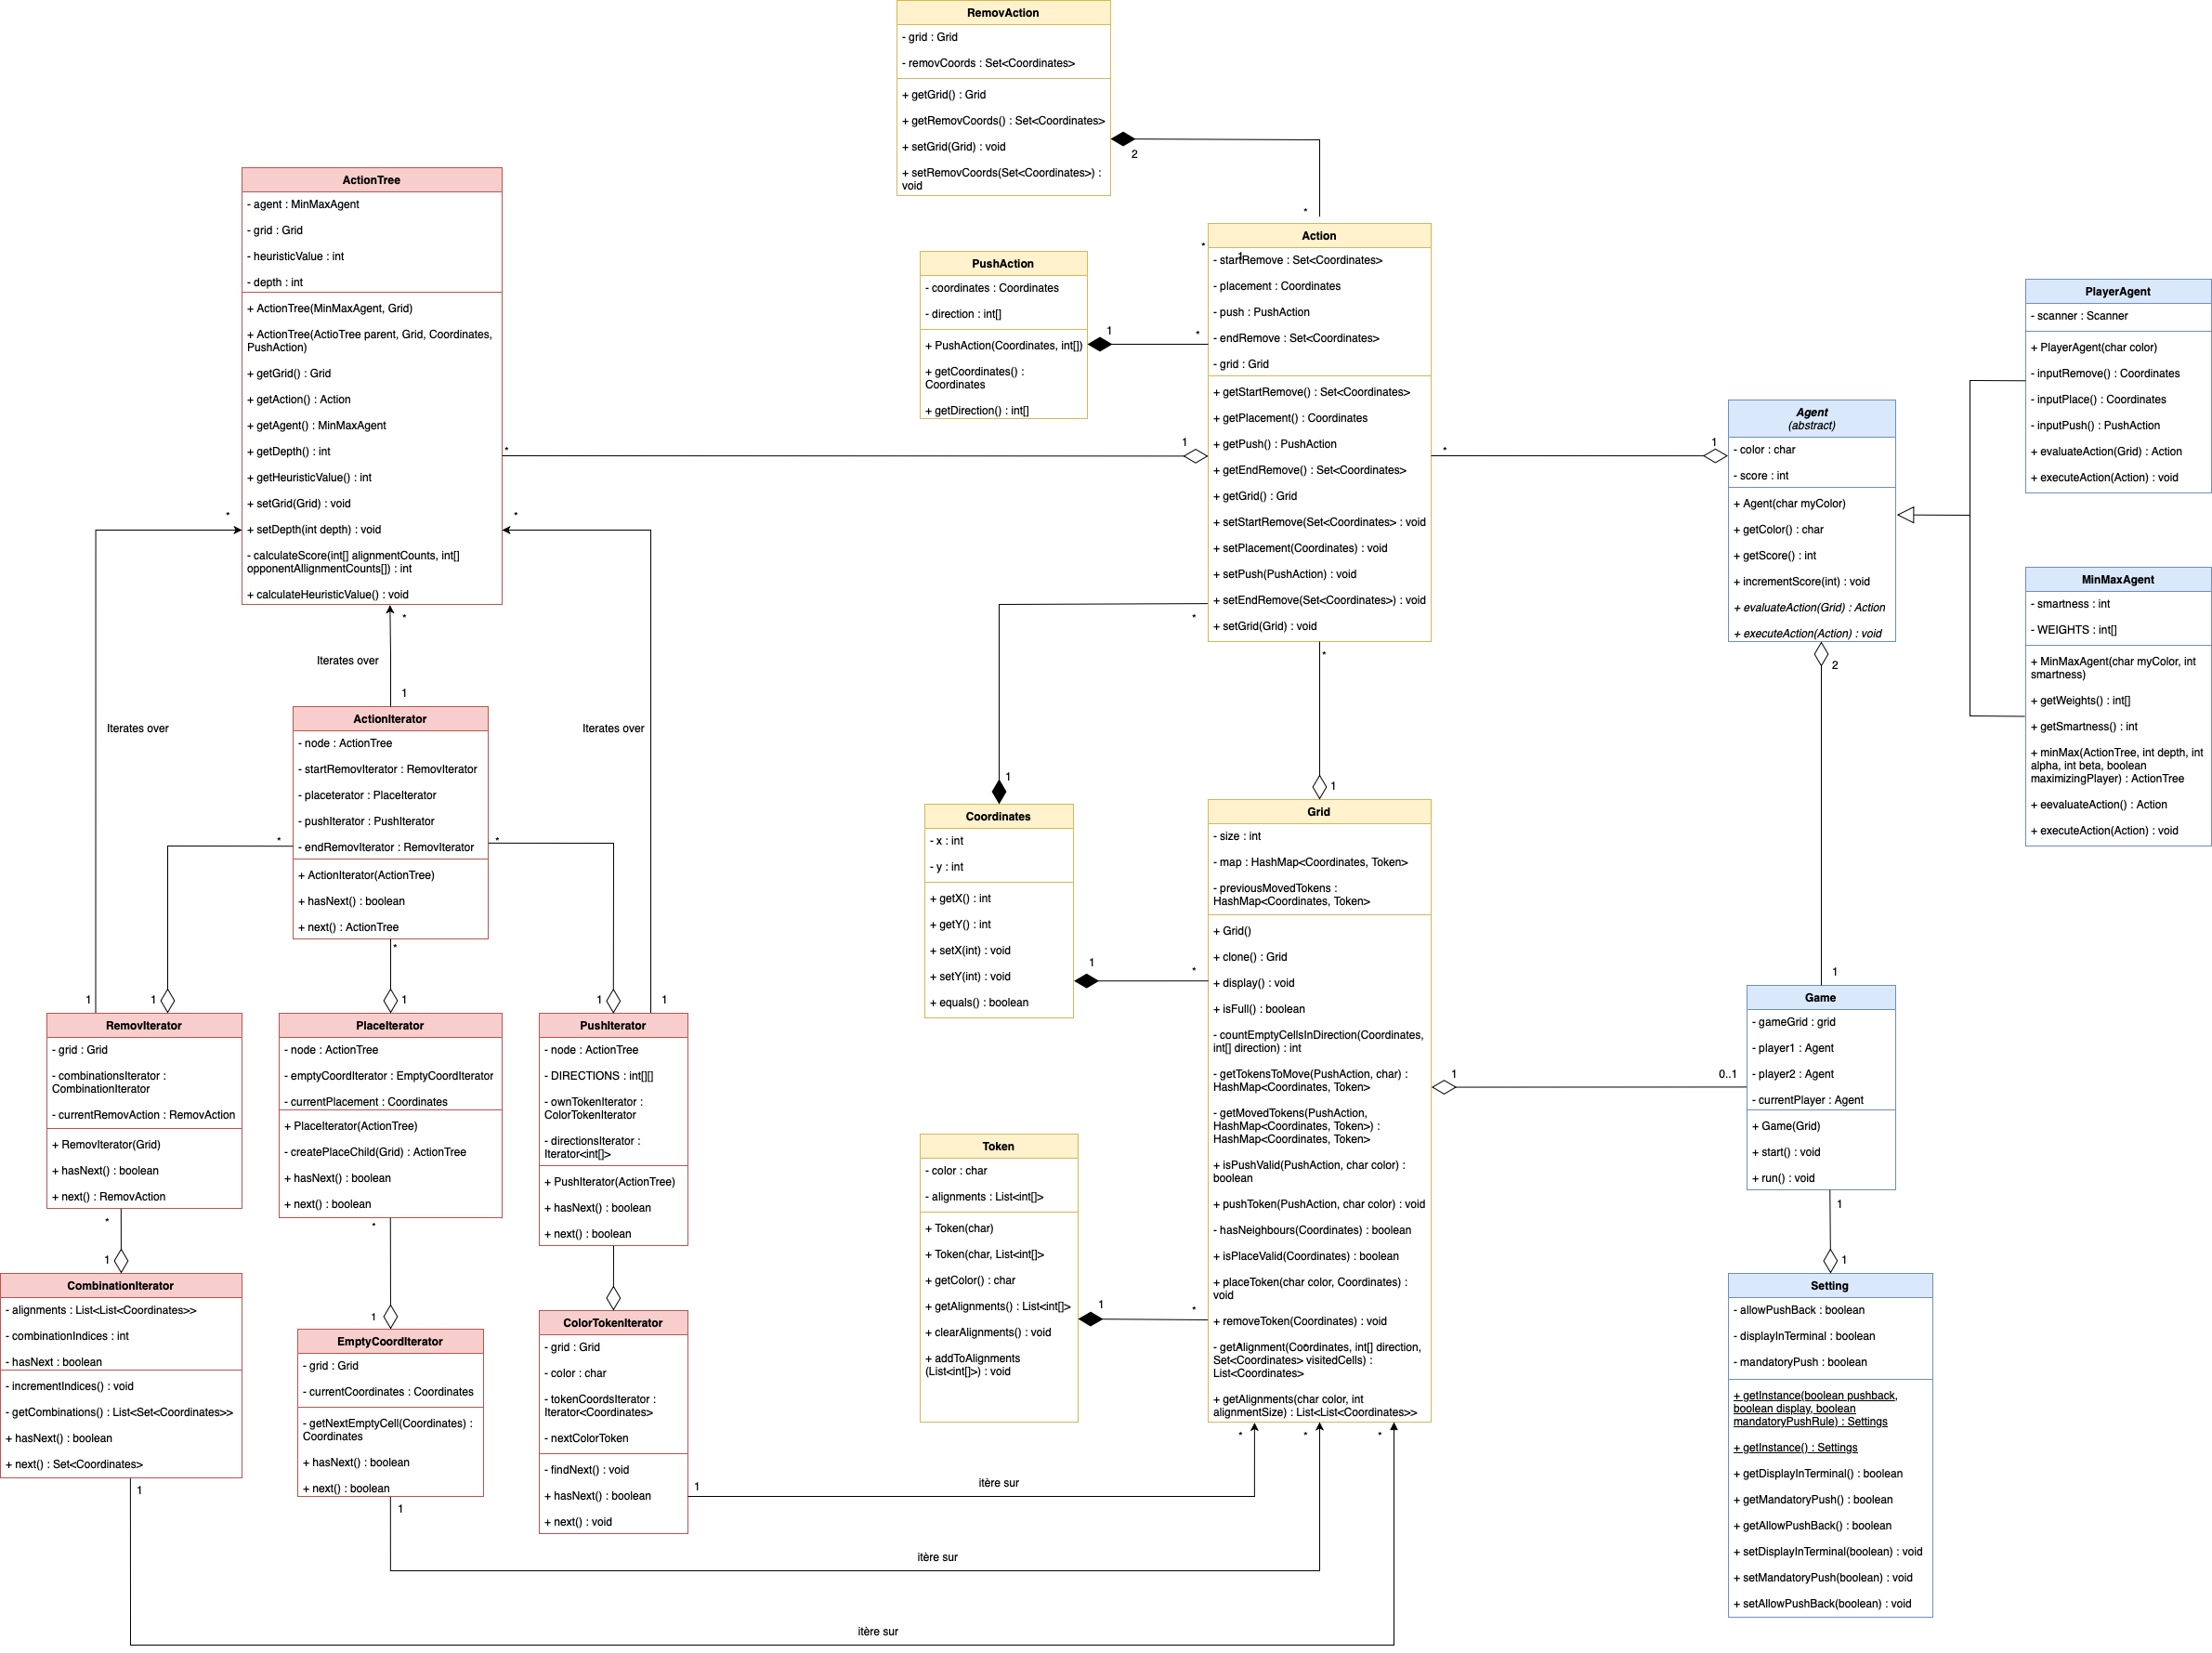 RemovAction
- grid : Grid
- removCoords : Set<Coordinates>
+ getGrid() : Grid
+ getRemovCoords() : Set<Coordinates>
+ setGrid(Grid) : void
+ setRemovCoords(Set<Coordinates>) :
void
2
*
ActionTree
- agent : MinMaxAgent
- grid : Grid
- heuristicValue : int
- depth : int
+ ActionTree(MinMaxAgent, Grid)
+ ActionTree(ActioTree parent, Grid, Coordinates,
PushAction)
+ getGrid() : Grid
+ getAction() : Action
+ getAgent() : MinMaxAgent
+ getDepth() : int
+ getHeuristicValue() : int
+ setGrid(Grid) : void
+ setDepth(int depth) : void
- calculateScore(int[] alignmentCounts, int[]
opponentAllignmentCounts[]) : int
+ calculateHeuristicValue() : void
*
*
*
*
1
PushAction
- coordinates : Coordinates
- direction : int[]
+ PushAction(Coordinates, int[])
+ getCoordinates() :
Coordinates
+ getDirection() : int[]
1
*
Action
*
1
- startRemove : Set<Coordinates>
- placement : Coordinates
- push : PushAction
- endRemove : Set<Coordinates>
- grid : Grid
+ getStartRemove() : Set<Coordinates>
+ getPlacement() : Coordinates
+ getPush() : PushAction
+ getEndRemove() : Set<Coordinates>
+ getGrid() : Grid
+ setStartRemove(Set<Coordinates> : void
+ setPlacement(Coordinates) : void
+ setPush(PushAction) : void
+ setEndRemove(Set<Coordinates>) : void
+ setGrid(Grid) : void
*
1
*
*
Agent
(abstract)
- color : char
- score : int
+ Agent(char myColor)
+ getColor() : char
+ getScore() : int
+ incrementScore(int) : void
+ evaluateAction(Grid) : Action
+ executeAction(Action) : void
2
1
PlayerAgent
- scanner : Scanner
+ PlayerAgent(char color)
- inputRemove() : Coordinates
- inputPlace() : Coordinates
- inputPush() : PushAction
+ evaluateAction(Grid) : Action
+ executeAction(Action) : void
MinMaxAgent
- smartness : int
- WEIGHTS : int[]
+ MinMaxAgent(char myColor, int
smartness)
+ getWeights() : int[]
+ getSmartness() : int
+ minMax(ActionTree, int depth, int
alpha, int beta, boolean
maximizingPlayer) : ActionTree
+ eevaluateAction() : Action
+ executeAction(Action) : void
Iterates over
Iterates over
Iterates over
1
ActionIterator
- node : ActionTree
- startRemovIterator : RemovIterator
- placeterator : PlaceIterator
- pushIterator : PushIterator
- endRemovIterator : RemovIterator
+ ActionIterator(ActionTree)
+ hasNext() : boolean
+ next() : ActionTree
*
*
*
1
1
1
1
1
RemovIterator
- grid : Grid
- combinationsIterator :
CombinationIterator
- currentRemovAction : RemovAction
+ RemovIterator(Grid)
+ hasNext() : boolean
+ next() : RemovAction
*
1
PlaceIterator
- node : ActionTree
- emptyCoordIterator : EmptyCoordIterator
- currentPlacement : Coordinates
+ PlaceIterator(ActionTree)
- createPlaceChild(Grid) : ActionTree
+ hasNext() : boolean
+ next() : boolean
*
1
PushIterator
- node : ActionTree
- DIRECTIONS : int[][]
- ownTokenIterator :
ColorTokenIterator
- directionsIterator :
Iterator<int[]>
+ PushIterator(ActionTree)
+ hasNext() : boolean
+ next() : boolean
CombinationIterator
- alignments : List<List<Coordinates>>
- combinationIndices : int
- hasNext : boolean
- incrementIndices() : void
- getCombinations() : List<Set<Coordinates>>
+ hasNext() : boolean
+ next() : Set<Coordinates>
1
EmptyCoordIterator
- grid : Grid
- currentCoordinates : Coordinates
- getNextEmptyCell(Coordinates) :
Coordinates
+ hasNext() : boolean
+ next() : boolean
1
ColorTokenIterator
- grid : Grid
- color : char
- tokenCoordsIterator :
Iterator<Coordinates>
- nextColorToken
- findNext() : void
+ hasNext() : boolean
+ next() : void
1
itère sur
itère sur
itère sur
1
Coordinates
- x : int
- y : int
+ getX() : int
+ getY() : int
+ setX(int) : void
+ setY(int) : void
+ equals() : boolean
1
*
Token
- color : char
- alignments : List<int[]>
+ Token(char)
+ Token(char, List<int[]>
+ getColor() : char
+ getAlignments() : List<int[]>
+ clearAlignments() : void
+ addToAlignments
(List<int[]>) : void
1
*
1
Grid
- size : int
- map : HashMap<Coordinates, Token>
- previousMovedTokens :
HashMap<Coordinates, Token>
+ Grid()
+ clone() : Grid
+ display() : void
+ isFull() : boolean
- countEmptyCellsInDirection(Coordinates,
int[] direction) : int
- getTokensToMove(PushAction, char) :
HashMap<Coordinates, Token>
- getMovedTokens(PushAction,
HashMap<Coordinates, Token>) :
HashMap<Coordinates, Token>
+ isPushValid(PushAction, char color) :
boolean
+ pushToken(PushAction, char color) : void
- hasNeighbours(Coordinates) : boolean
+ isPlaceValid(Coordinates) : boolean
+ placeToken(char color, Coordinates) :
void
+ removeToken(Coordinates) : void
- getAlignment(Coordinates, int[] direction,
Set<Coordinates> visitedCells) :
List<Coordinates>
+ getAlignments(char color, int
alignmentSize) : List<List<Coordinates>>
*
*
*
1
0..1
1
Game
- gameGrid : grid
- player1 : Agent
- player2 : Agent
- currentPlayer : Agent
+ Game(Grid)
+ start() : void
+ run() : void
1
1
Setting
- allowPushBack : boolean
- displayInTerminal : boolean
- mandatoryPush : boolean
+ getInstance(boolean pushback,
boolean display, boolean
mandatoryPushRule) : Settings
+ getInstance() : Settings
+ getDisplayInTerminal() : boolean
+ getMandatoryPush() : boolean
+ getAllowPushBack() : boolean
+ setDisplayInTerminal(boolean) : void
+ setMandatoryPush(boolean) : void
+ setAllowPushBack(boolean) : void